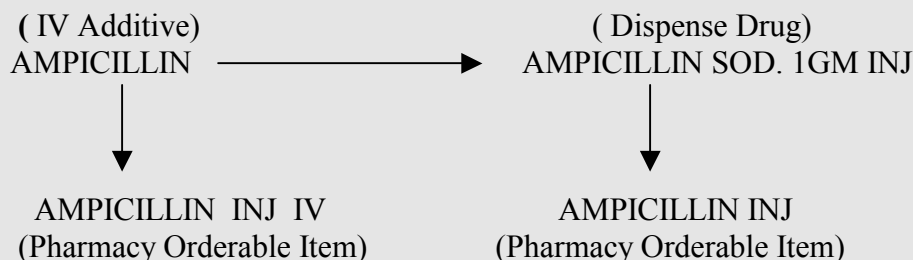 ( IV Additive) ( Dispense Drug)
AMPICILLIN AMPICILLIN SOD. 1GM INJ
AMPICILLIN INJ IV AMPICILLIN INJ
(Pharmacy Orderable Item) (Pharmacy Orderable Item)